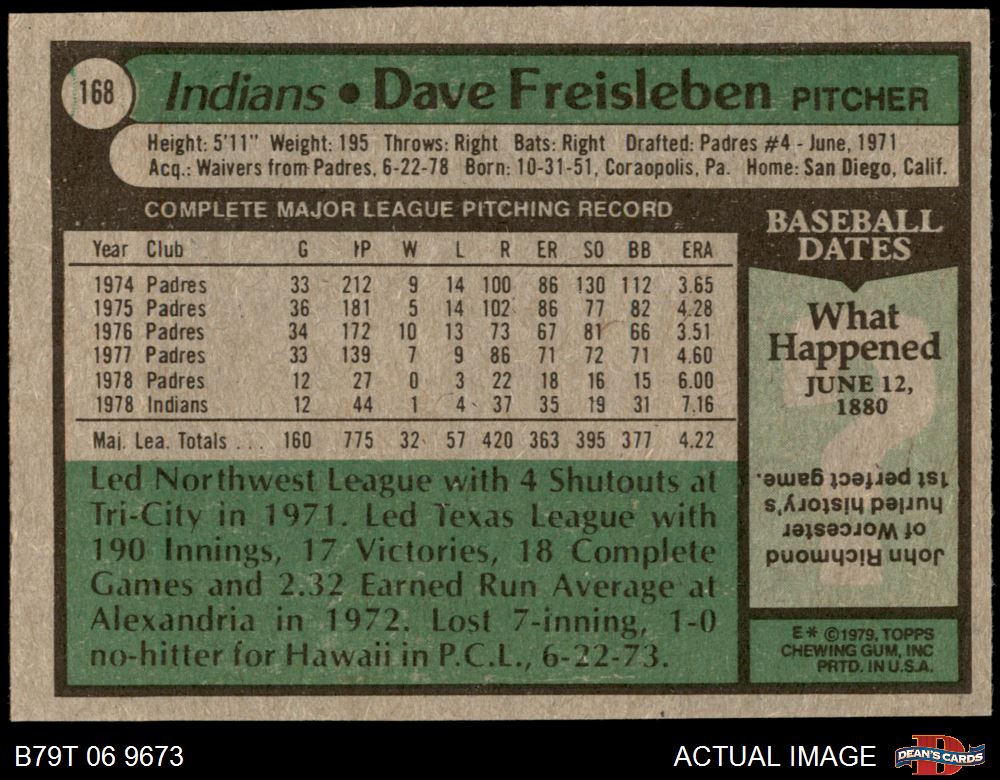 168
Indians • Dave Freisleben PITCHER
Height: 5'11" Weight: 195 Throws: Right Bats: Right Drafted: Padres #4 - June, 1971
Acq.: Waivers from Padres, 6-22-78 Born: 10-31-51, Coraopolis, Pa. Home: San Diego, Calif.
COMPLETE MAJOR LEAGUE PITCHING RECORD
Year Club G IP W L R ER SO BB ERA
1974 Padres 33 212 9 14 100 86 130 112 3.65
1975 Padres 36 181 5 14 102 86 77 82 4.28
1976 Padres 34 172 10 13 73 67 81 66 3.51
1977 Padres 33 139 7 9 86 71 72 71 4.60
1978 Padres 12 27 0 3 22 18 16 15 6.00
1978 Indians 12 44 1 4 37 35 19 31 7.16
Maj. Lea. Totals ... 160 775 32 57 420 363 395 377 4.22
Led Northwest League with 4 Shutouts at
Tri-City in 1971. Led Texas League with
190 Innings, 17 Victories, 18 Complete
Games and 2.32 Earned Run Average at
Alexandria in 1972. Lost 7-inning, 1-0
no-hitter for Hawaii in P.C.L., 6-22-73.
BASEBALL
DATES
What
Happened
JUNE 12,
1880
John Richmond
of Worcester
hurled history's
1st perfect game.
E* ©1979, TOPPS
CHEWING GUM, INC
PRTD. IN U.S.A.
B79T 06 9673
ACTUAL IMAGE
DEAN'S CARDS